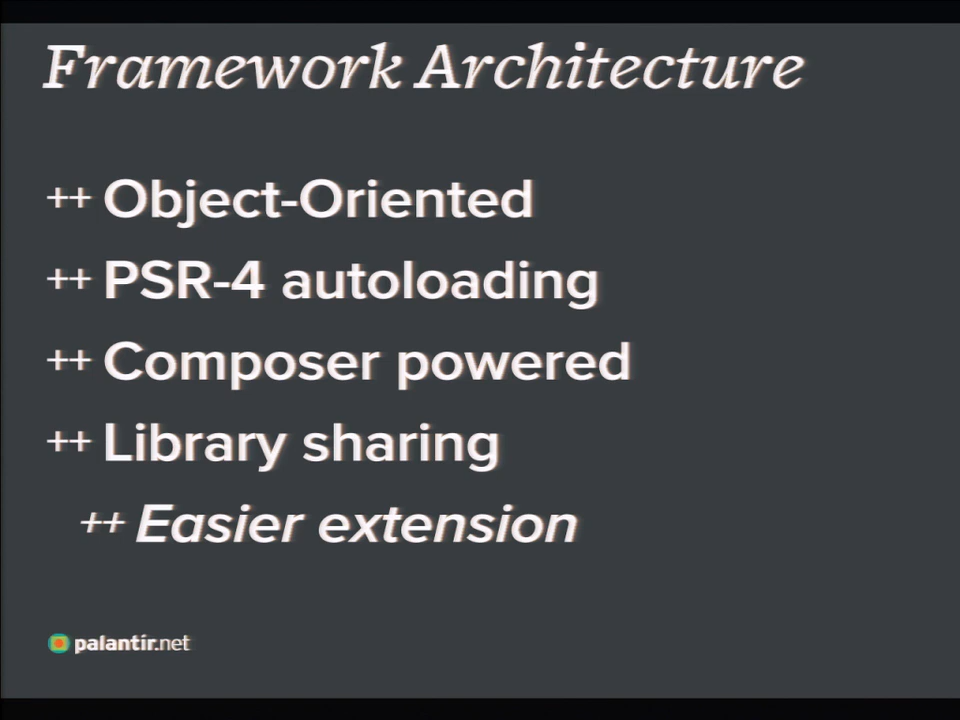 Framework Architecture
++ Object-Oriented
++ PSR-4 autoloading
++ Composer powered
++ Library sharing
++ Easier extension
palantir.net